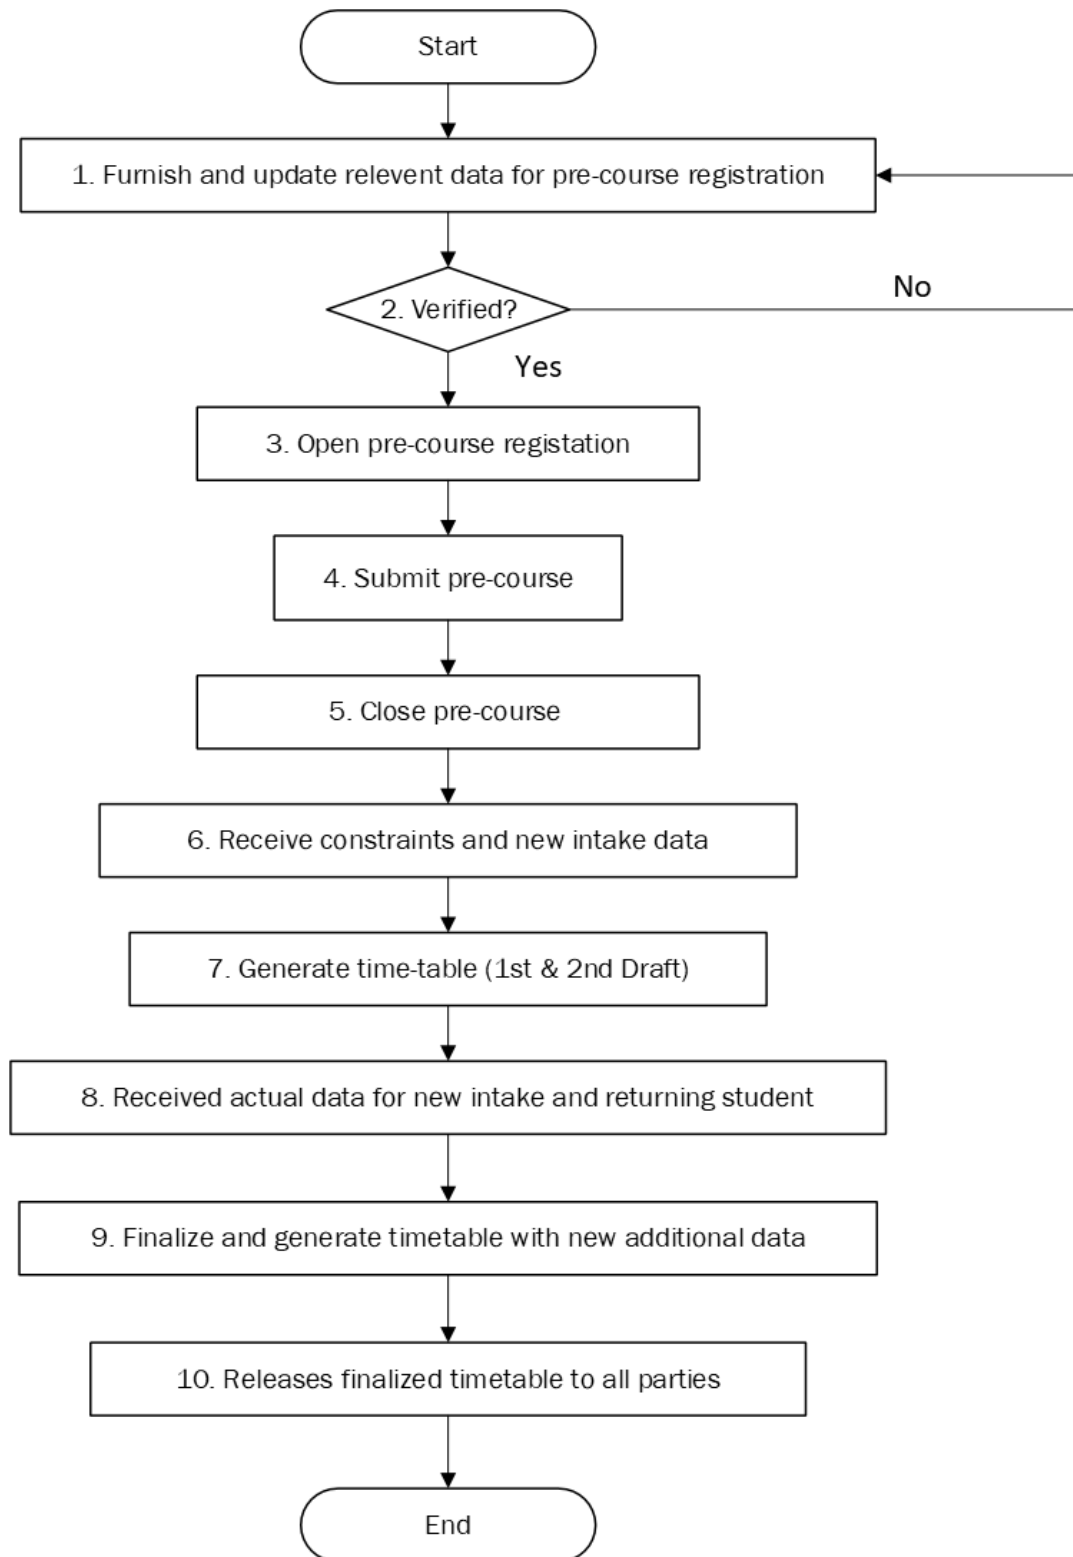 Start
1. Furnish and update relevent data for pre-course registration
2. Verified?
No
Yes
3. Open pre-course registation
4. Submit pre-course
5. Close pre-course
6. Receive constraints and new intake data
7. Generate time-table (1st & 2nd Draft)
8. Received actual data for new intake and returning student
9. Finalize and generate timetable with new additional data
10. Releases finalized timetable to all parties
End